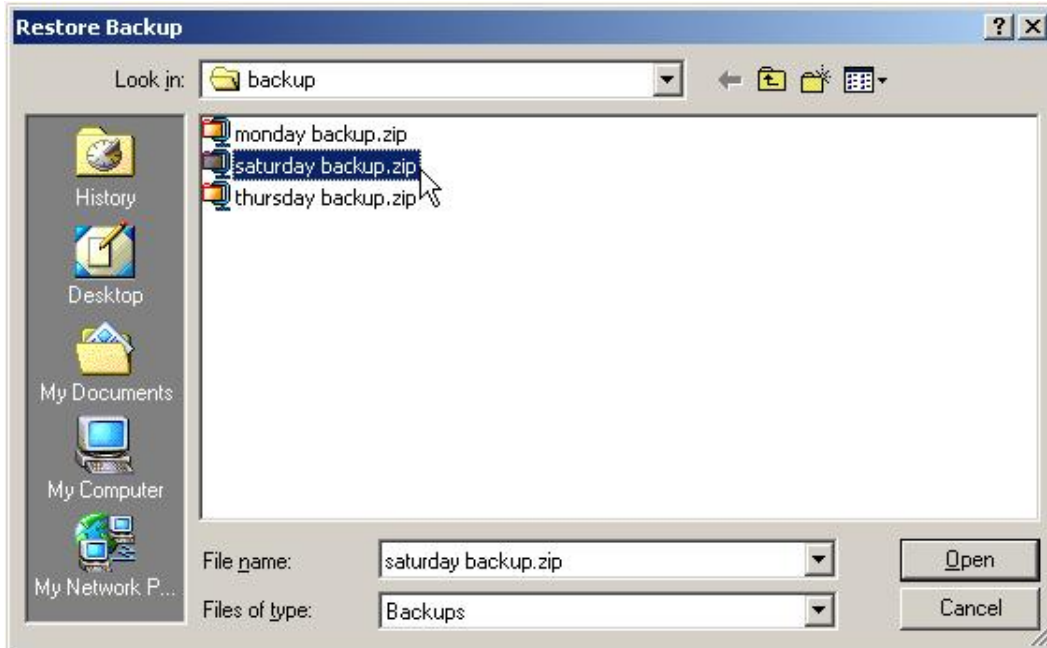 Restore Backup
Look in: backup
monday backup.zip
saturday backup.zip
thursday backup.zip
History
Desktop
My Documents
My Computer
My Network P...
File name: saturday backup.zip Open
Files of type: Backups Cancel